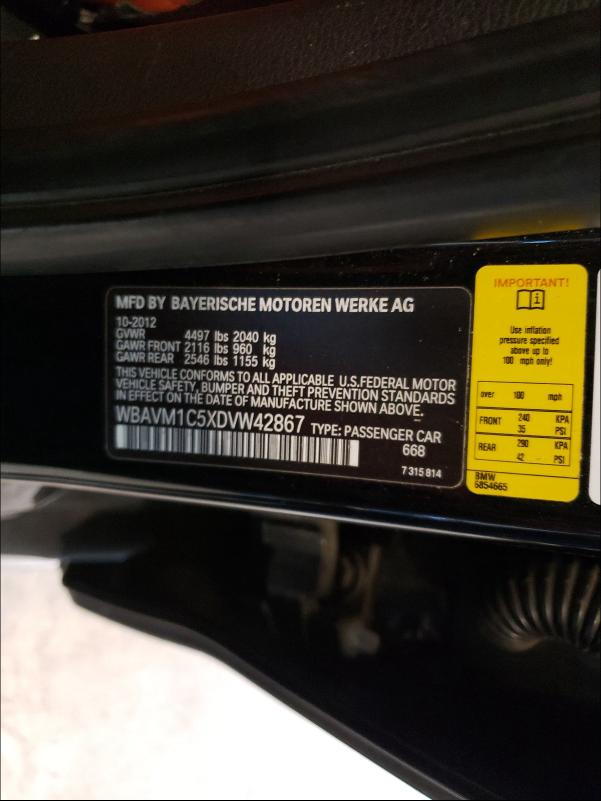 MFD BY BAYERISCHE MOTOREN WERKE AG
10-2012
GVWR 4497 lbs 2040 kg
GAWR FRONT 2116 lbs 960 kg
GAWR REAR 2546 lbs 1155 kg
THIS VEHICLE CONFORMS TO ALL APPLICABLE U.S.FEDERAL MOTOR
VEHICLE SAFETY, BUMPER AND THEFT PREVENTION STANDARDS
IN EFFECT ON THE DATE OF MANUFACTURE SHOWN ABOVE.
WBAVM1C5XDVW42867 TYPE: PASSENGER CAR
668
7 315 814
IMPORTANT!
Use inflation
pressure specified
above up to
100 mph only!
over 100 mph
FRONT 240 KPA
35 PSI
REAR 290 KPA
42 PSI
BMW
6854665